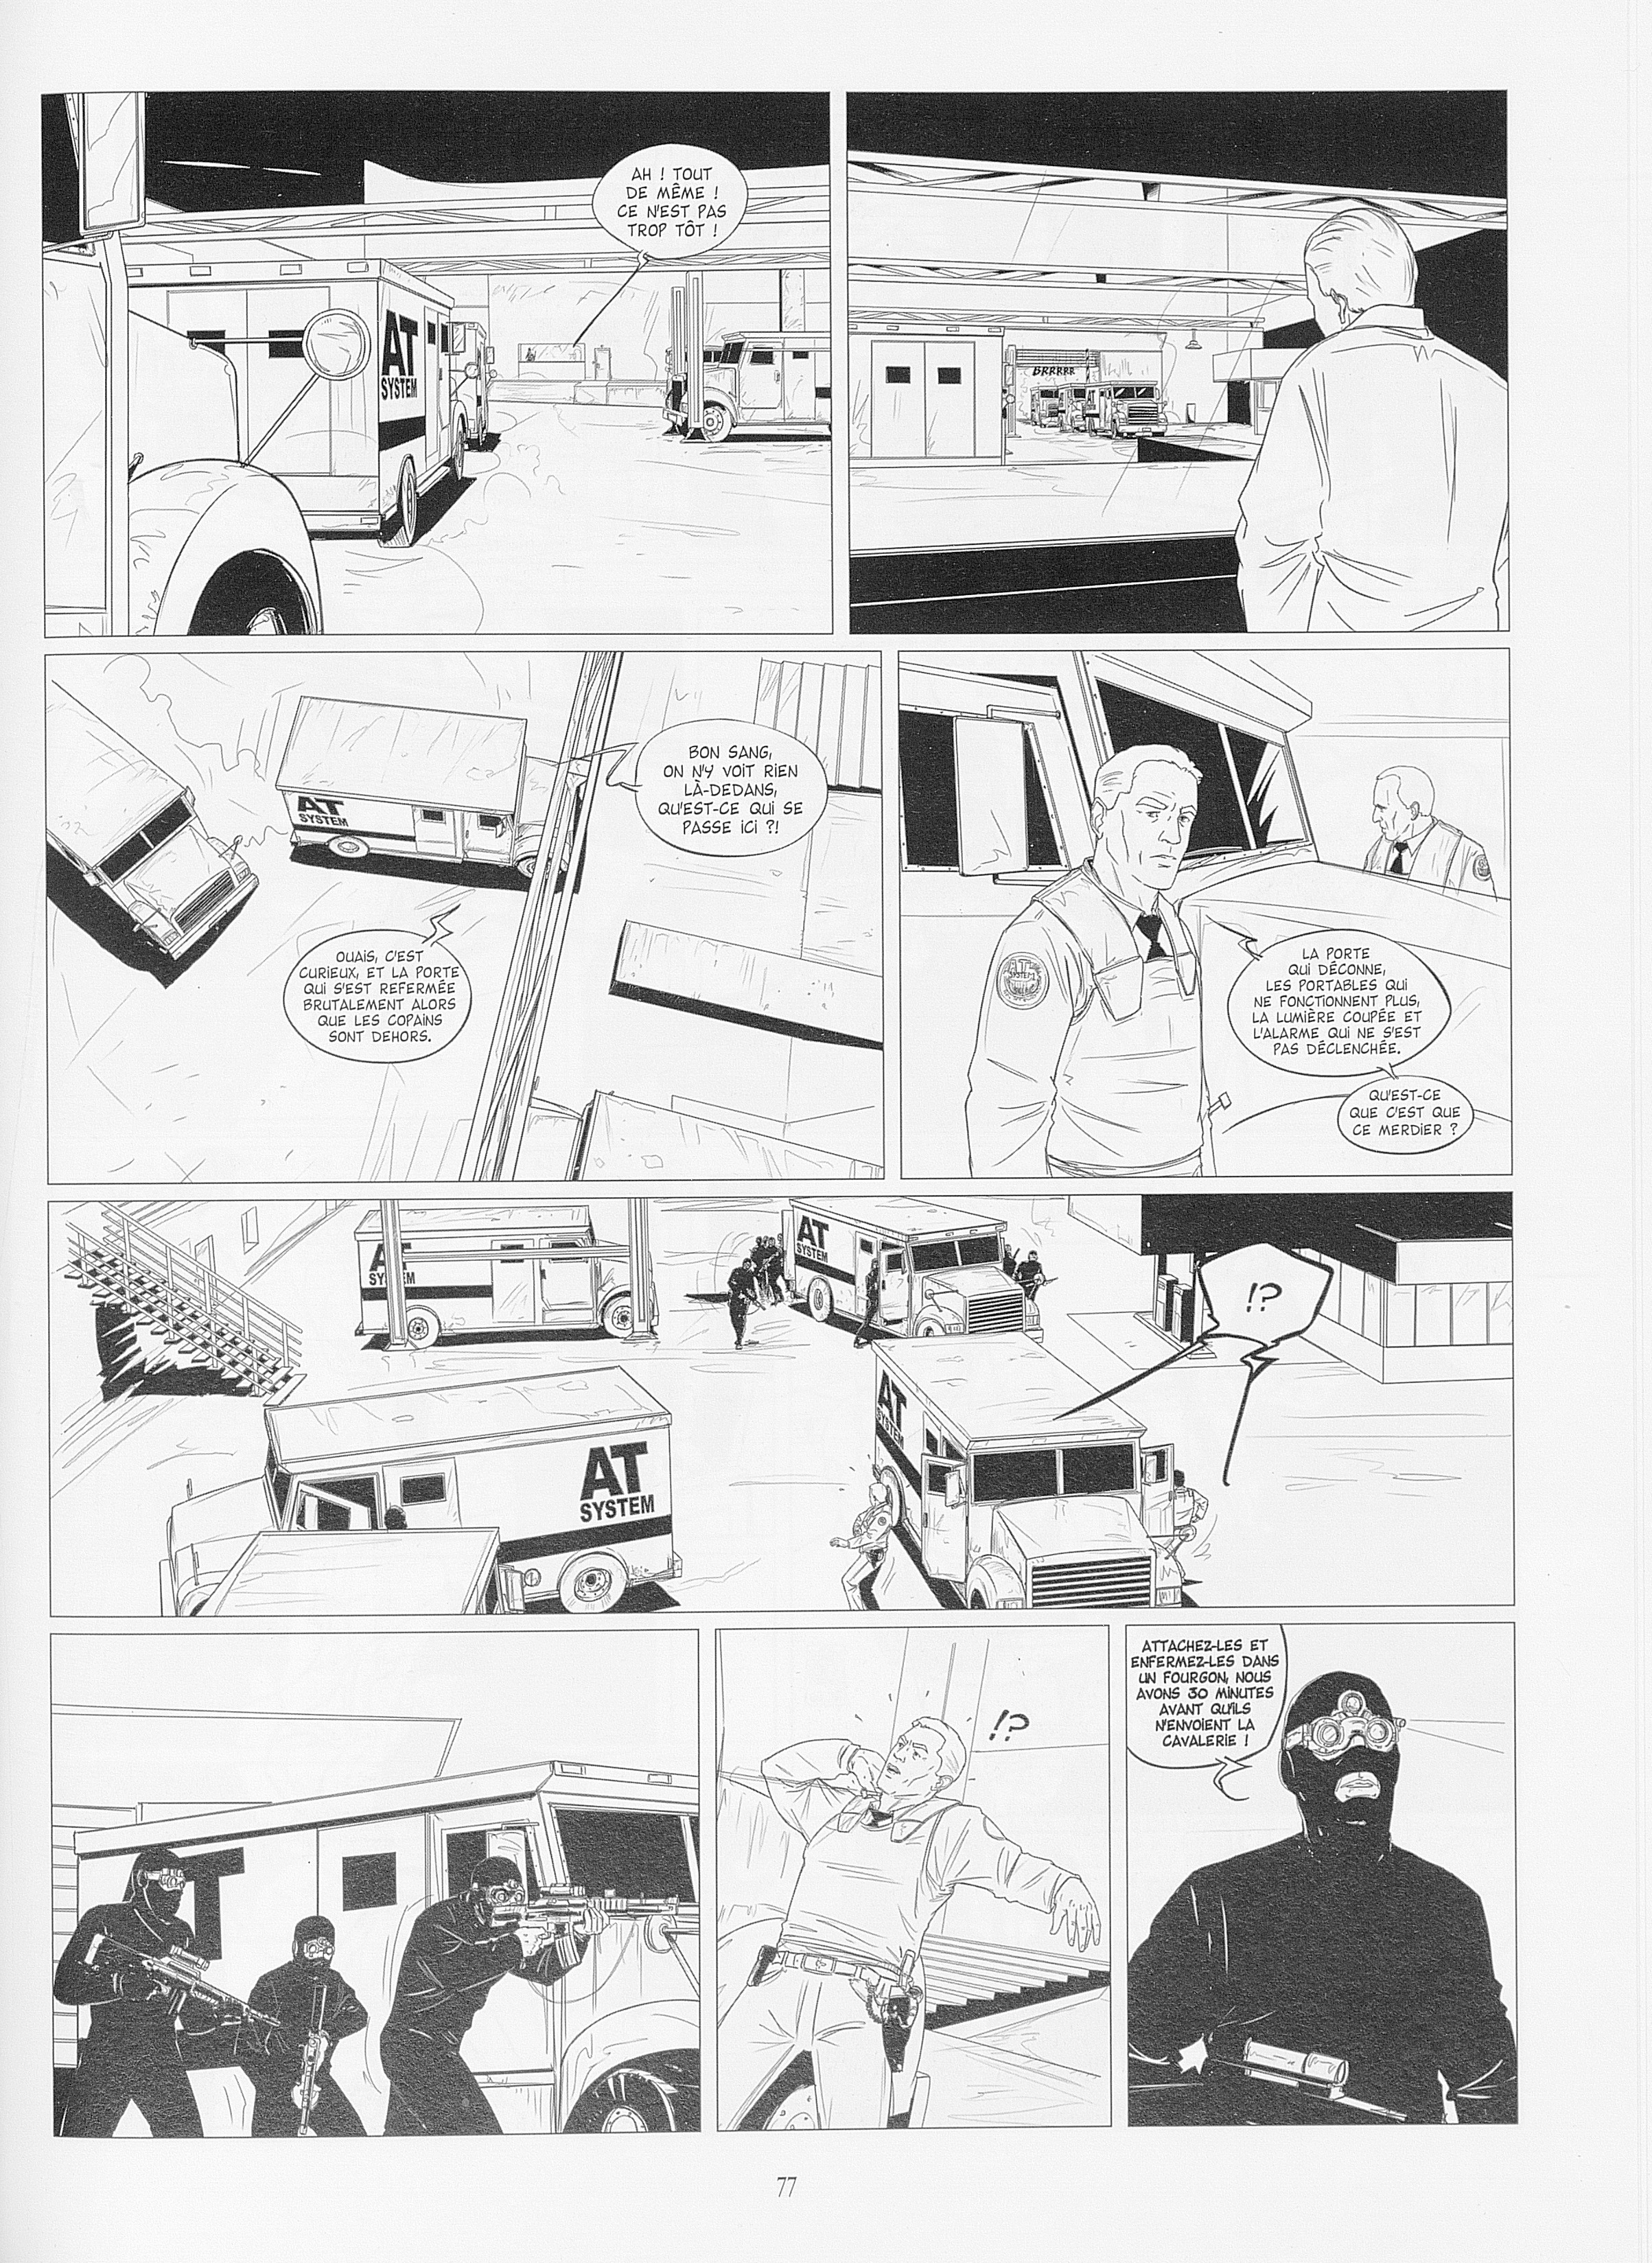 AH ! TOUT
DE MÊME !
CE N'EST PAS
TROP TÔT !
AT
SYSTEM
BRRRRR
BON SANG,
ON N'Y VOIT RIEN
LÀ-DEDANS,
QU'EST-CE QUI SE
PASSE ICI ?!
AT
SYSTEM
OUAIS, C'EST
CURIEUX, ET LA PORTE
QUI S'EST REFERMÉE
BRUTALEMENT ALORS
QUE LES COPAINS
SONT DEHORS.
AT
SYSTEM
LA PORTE
QUI DÉCONNE,
LES PORTABLES QUI
NE FONCTIONNENT PLUS,
LA LUMIÈRE COUPÉE ET
L'ALARME QUI NE S'EST
PAS DÉCLENCHÉE.
QU'EST-CE
QUE C'EST QUE
CE MERDIER ?
AT
SYSTEM
AT
SYSTEM
!?
AT
SYSTEM
AT
SYSTEM
T
!?
ATTACHEZ-LES ET
ENFERMEZ-LES DANS
UN FOURGON, NOUS
AVONS 30 MINUTES
AVANT QU'ILS
N'ENVOIENT LA
CAVALERIE !
77